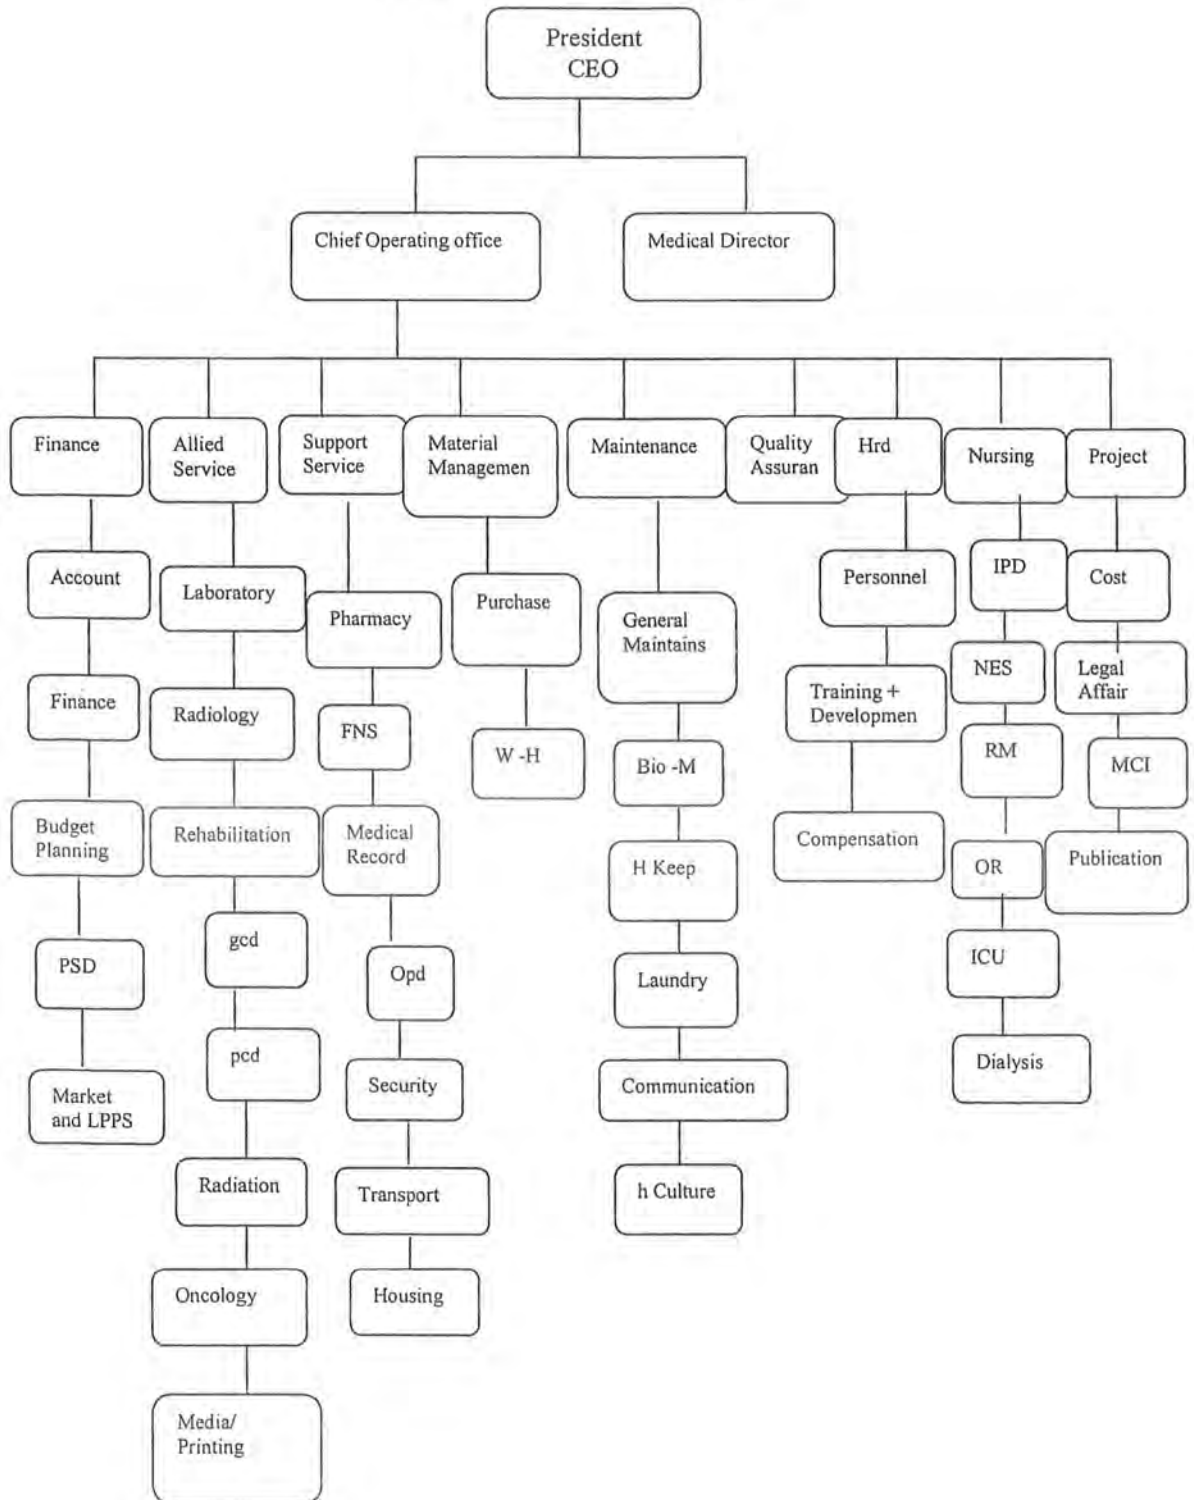 President
CEO
Chief Operating office
Medical Director
Finance
Allied
Service
Support
Service
Material
Managemen
Maintenance
Quality
Assuran
Hrd
Nursing
Project
Account
Laboratory
Pharmacy
Purchase
General
Maintains
Personnel
IPD
Cost
Finance
Radiology
FNS
W -H
Bio -M
Training +
Developmen
NES
Legal
Affair
Budget
Planning
Rehabilitation
Medical
Record
H Keep
Compensation
RM
MCI
PSD
gcd
Opd
Laundry
OR
Publication
Market
and LPPS
pcd
Security
Communication
ICU
Radiation
Transport
h Culture
Dialysis
Oncology
Housing
Media/
Printing